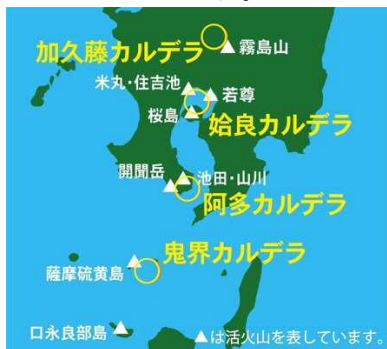 加久藤カルデラ
霧島山
米丸・住吉池
若尊
桜島
姶良カルデラ
開聞岳
池田・山川
阿多カルデラ
鬼界カルデラ
薩摩硫黄島
口永良部島
▲は活火山を表しています。